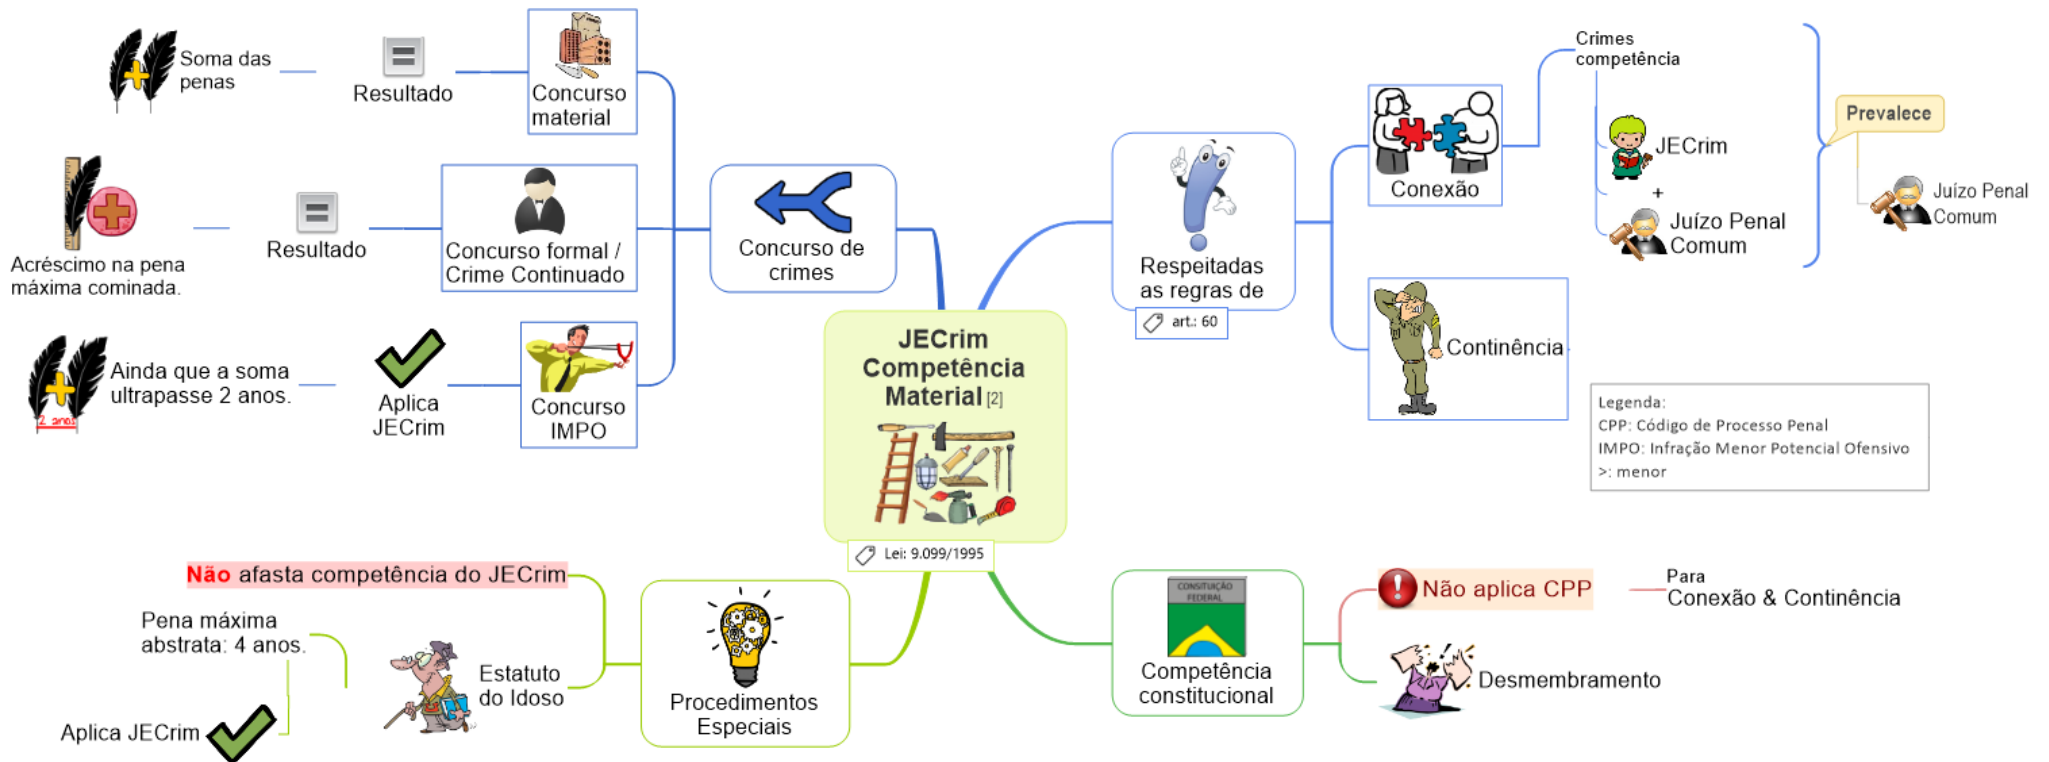 JECrim
Competência
Material [2]
Lei: 9.099/1995
Respeitadas
as regras de
art.: 60
Conexão
Crimes
competência
JECrim
+
Juízo Penal
Comum
Prevalece
Juízo Penal
Comum
Continência
Legenda:
CPP: Código de Processo Penal
IMPO: Infração Menor Potencial Ofensivo
>: menor
CONSITUIÇÃO
FEDERAL
Competência
constitucional
Não aplica CPP
Para
Conexão & Continência
Desmembramento
Procedimentos
Especiais
Não afasta competência do JECrim
Estatuto
do Idoso
Pena máxima
abstrata: 4 anos.
Aplica JECrim
Concurso de
crimes
Concurso
material
Resultado
Soma das
penas
Concurso formal /
Crime Continuado
Resultado
Acréscimo na pena
máxima cominada.
Concurso
IMPO
Aplica
JECrim
Ainda que a soma
ultrapasse 2 anos.
2 anos